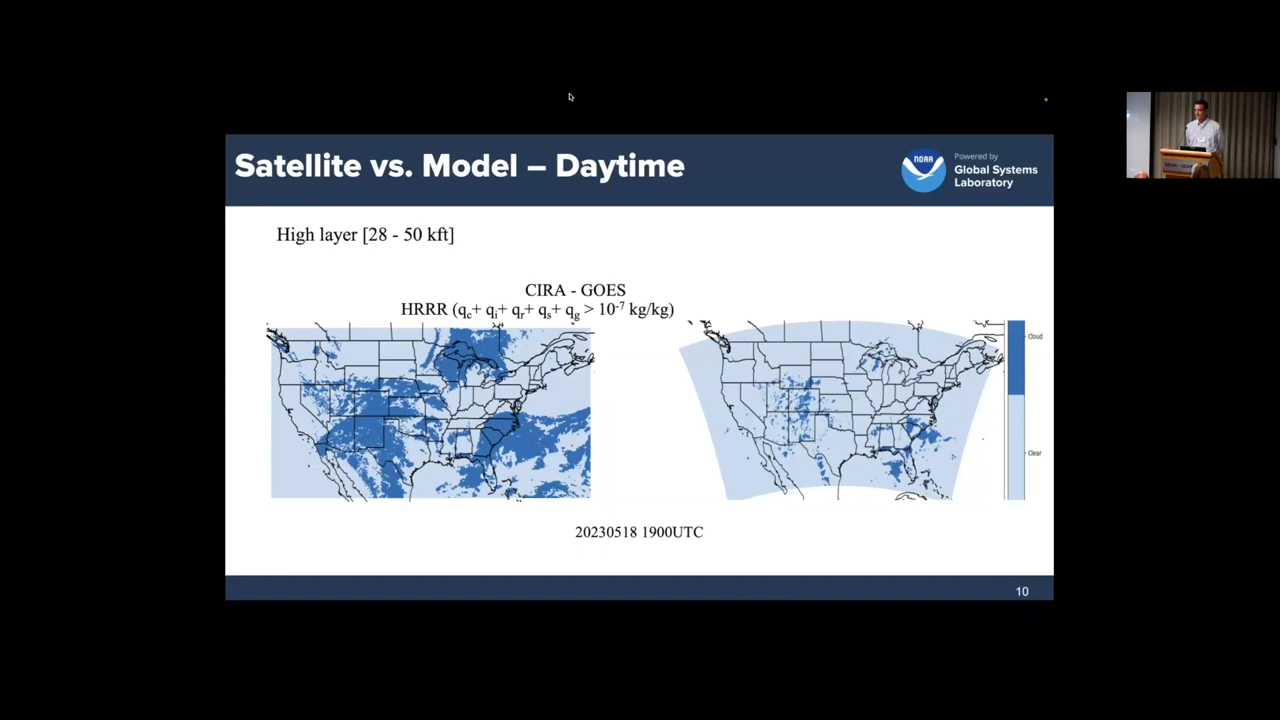 Satellite vs. Model – Daytime
NOAA
Powered by
Global Systems
Laboratory
High layer [28 - 50 kft]
CIRA - GOES
HRRR (qc+ qi+ qr+ qs+ qg > 10-7 kg/kg)
Cloud
Clear
20230518 1900UTC
10